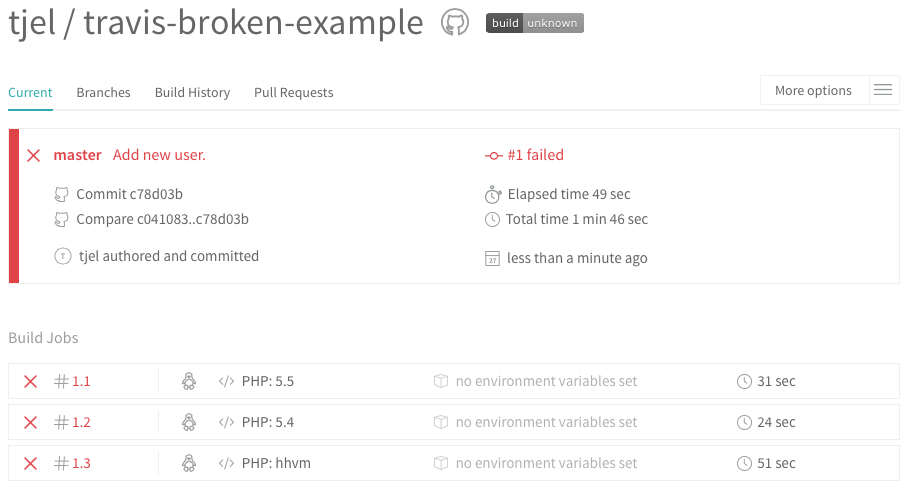 tjel / travis-broken-example build unknown
Current Branches Build History Pull Requests More options
master Add new user. #1 failed
Commit c78d03b Elapsed time 49 sec
Compare c041083..c78d03b Total time 1 min 46 sec
T tjel authored and committed 27 less than a minute ago
Build Jobs
# 1.1 </> PHP: 5.5 no environment variables set 31 sec
# 1.2 </> PHP: 5.4 no environment variables set 24 sec
# 1.3 </> PHP: hhvm no environment variables set 51 sec